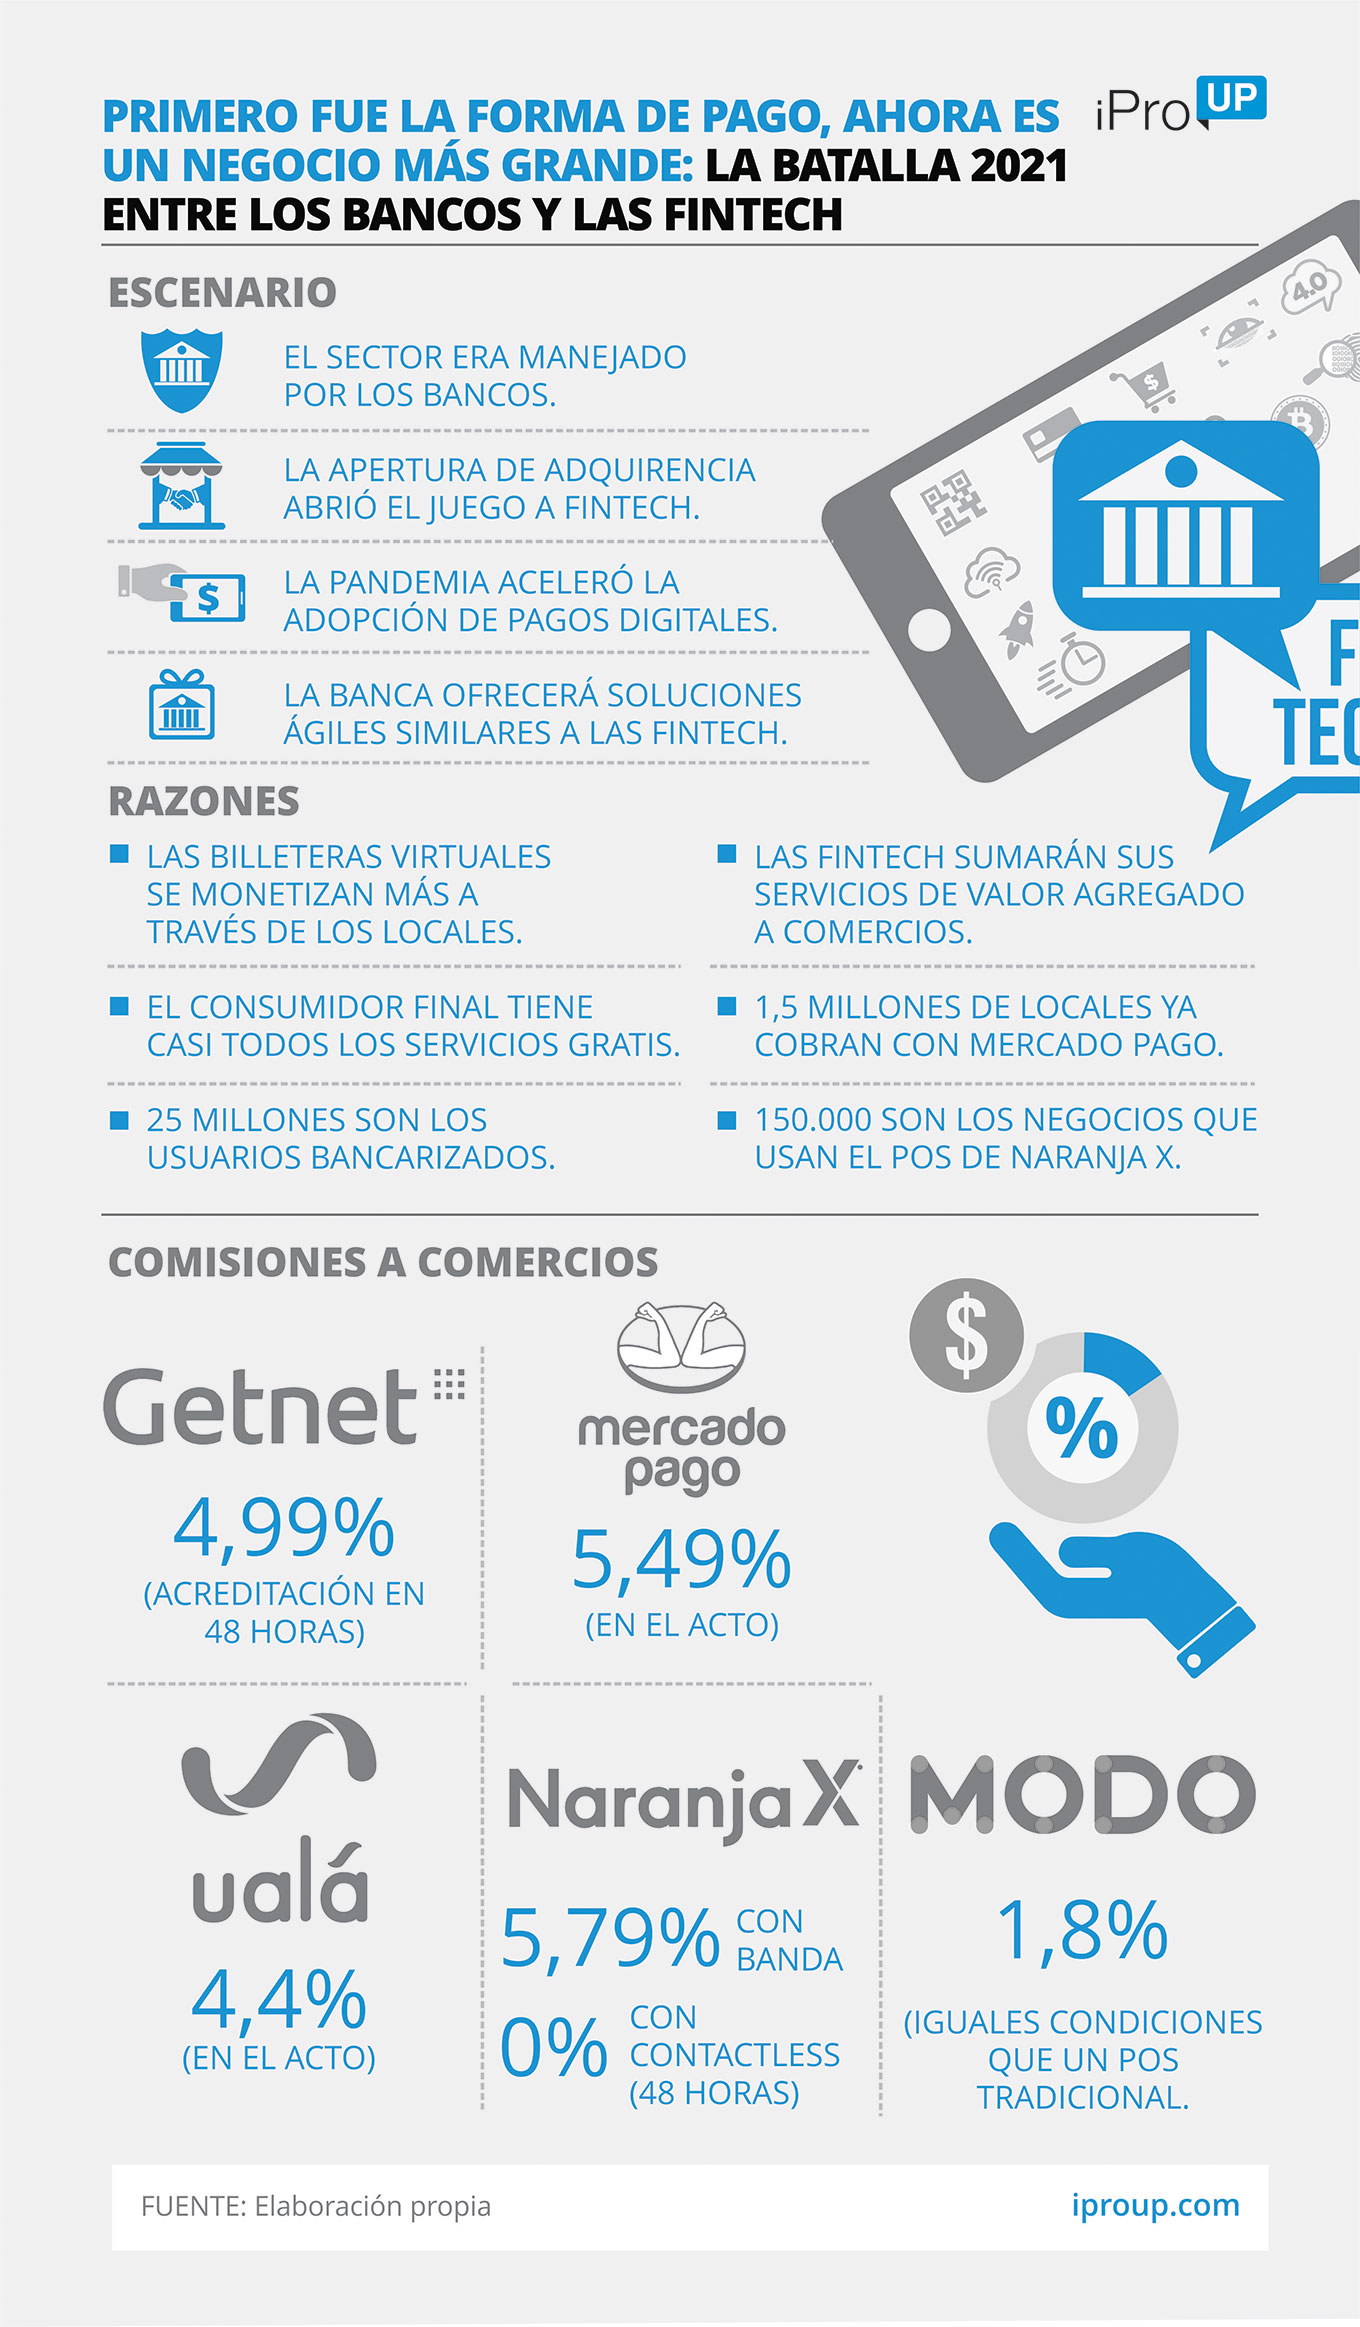 PRIMERO FUE LA FORMA DE PAGO, AHORA ES
UN NEGOCIO MÁS GRANDE: LA BATALLA 2021
ENTRE LOS BANCOS Y LAS FINTECH
iPro UP
ESCENARIO
EL SECTOR ERA MANEJADO
POR LOS BANCOS.
LA APERTURA DE ADQUIRENCIA
ABRIÓ EL JUEGO A FINTECH.
$
LA PANDEMIA ACELERÓ LA
ADOPCIÓN DE PAGOS DIGITALES.
LA BANCA OFRECERÁ SOLUCIONES
ÁGILES SIMILARES A LAS FINTECH.
4.0
$
F
TEC
RAZONES
LAS BILLETERAS VIRTUALES
SE MONETIZAN MÁS A
TRAVÉS DE LOS LOCALES.
EL CONSUMIDOR FINAL TIENE
CASI TODOS LOS SERVICIOS GRATIS.
25 MILLONES SON LOS
USUARIOS BANCARIZADOS.
LAS FINTECH SUMARÁN SUS
SERVICIOS DE VALOR AGREGADO
A COMERCIOS.
1,5 MILLONES DE LOCALES YA
COBRAN CON MERCADO PAGO.
150.000 SON LOS NEGOCIOS QUE
USAN EL POS DE NARANJA X.
COMISIONES A COMERCIOS
Getnet
4,99%
(ACREDITACIÓN EN
48 HORAS)
mercado
pago
5,49%
(EN EL ACTO)
$
%
ualá
4,4%
(EN EL ACTO)
Naranja X
5,79% CON
BANDA
0% CON
CONTACTLESS
(48 HORAS)
MODO
1,8%
(IGUALES CONDICIONES
QUE UN POS
TRADICIONAL.
FUENTE: Elaboración propia
iproup.com